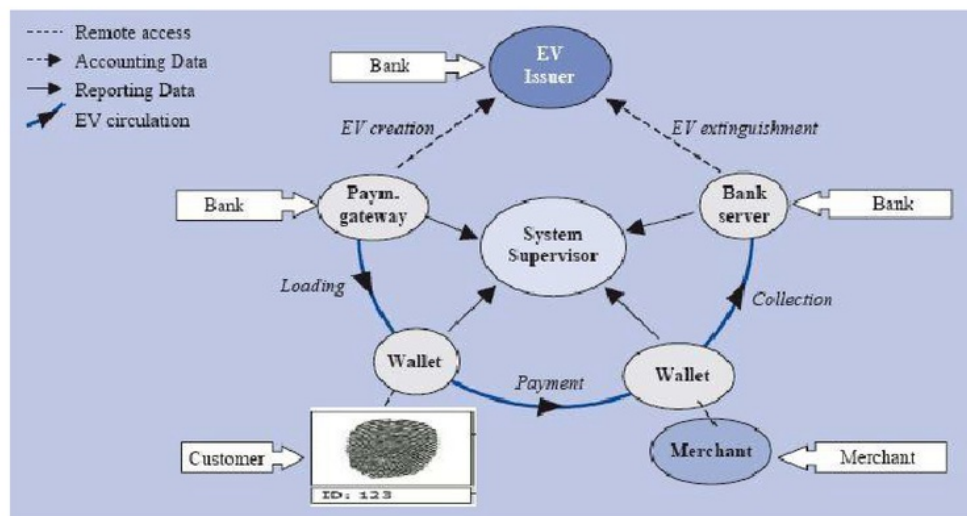 Remote access
Accounting Data
Reporting Data
EV circulation
Bank
EV
Issuer
EV creation
EV extinguishment
Bank
Paym.
gateway
System
Supervisor
Bank
server
Bank
Loading
Collection
Wallet
Payment
Wallet
Customer
ID: 123
Merchant
Merchant